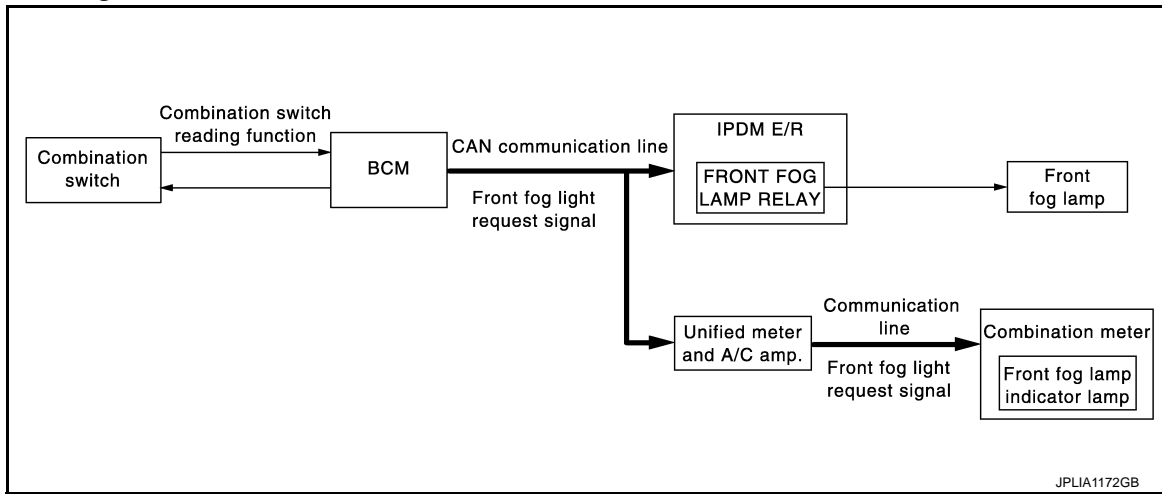 Combination switch
reading function
Combination
switch
BCM
CAN communication line
Front fog light
request signal
IPDM E/R
FRONT FOG
LAMP RELAY
Front
fog lamp
Unified meter
and A/C amp.
Communication
line
Front fog light
request signal
Combination meter
Front fog lamp
indicator lamp
JPLIA1172GB